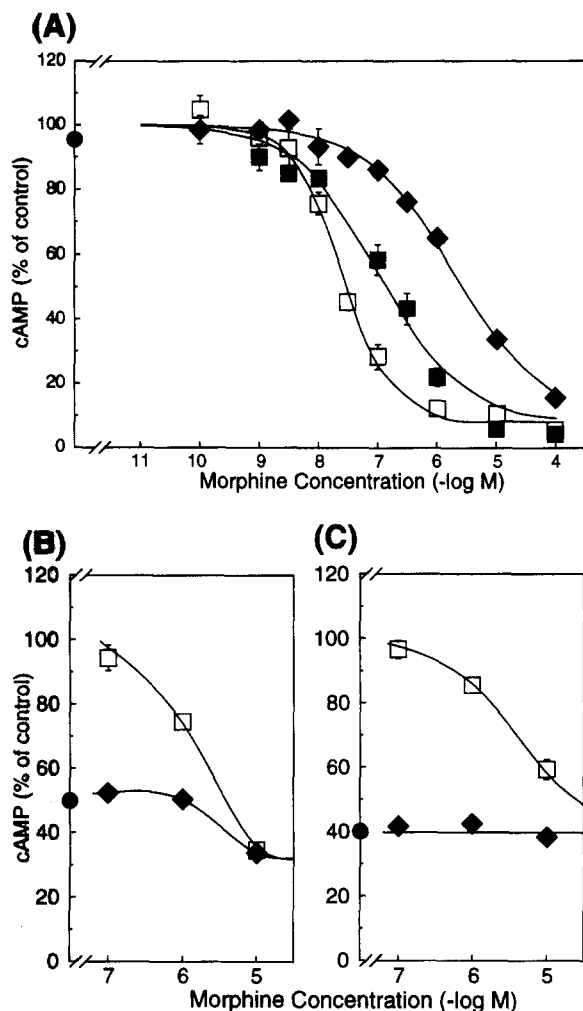 (A)
120
100
80
60
40
20
0
cAMP (% of control)
11 10 9 8 7 6 5 4
Morphine Concentration (-log M)
(B)
(C)
120 120
100 100
80 80
60 60
40 40
20 20
0 0
cAMP (% of control)
7 6 5 7 6 5
Morphine Concentration (-log M)